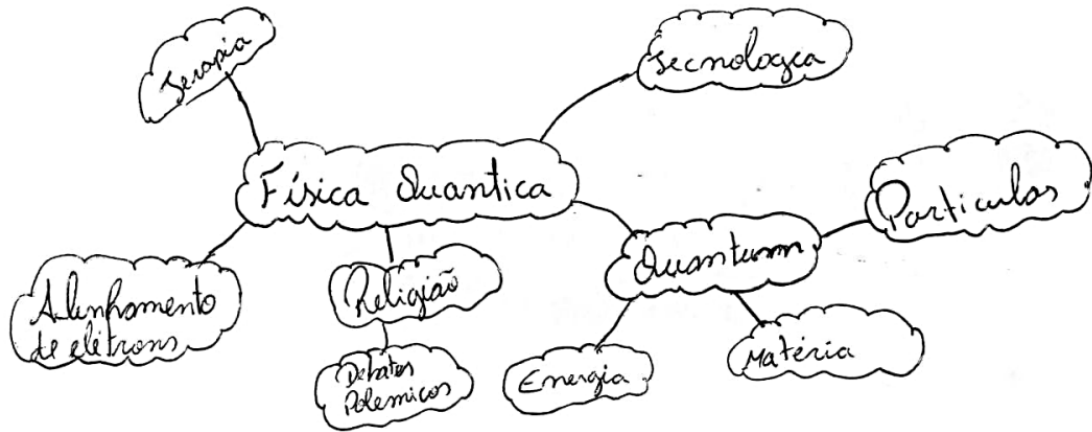 Terapia
Tecnologia
Física Quantica
Particulas
Quantum
Alinhamento
de elétrons
Religião
Matéria
Energia
Debates
Polemicos